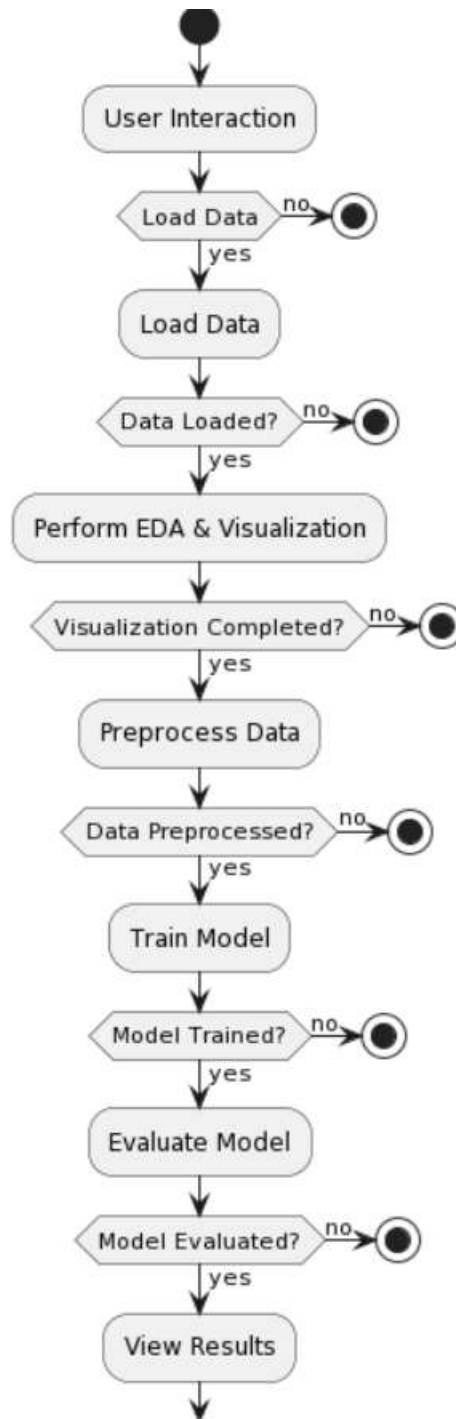 User Interaction
Load Data
no
yes
Load Data
Data Loaded?
no
yes
Perform EDA & Visualization
Visualization Completed?
no
yes
Preprocess Data
Data Preprocessed?
no
yes
Train Model
Model Trained?
no
yes
Evaluate Model
Model Evaluated?
no
yes
View Results